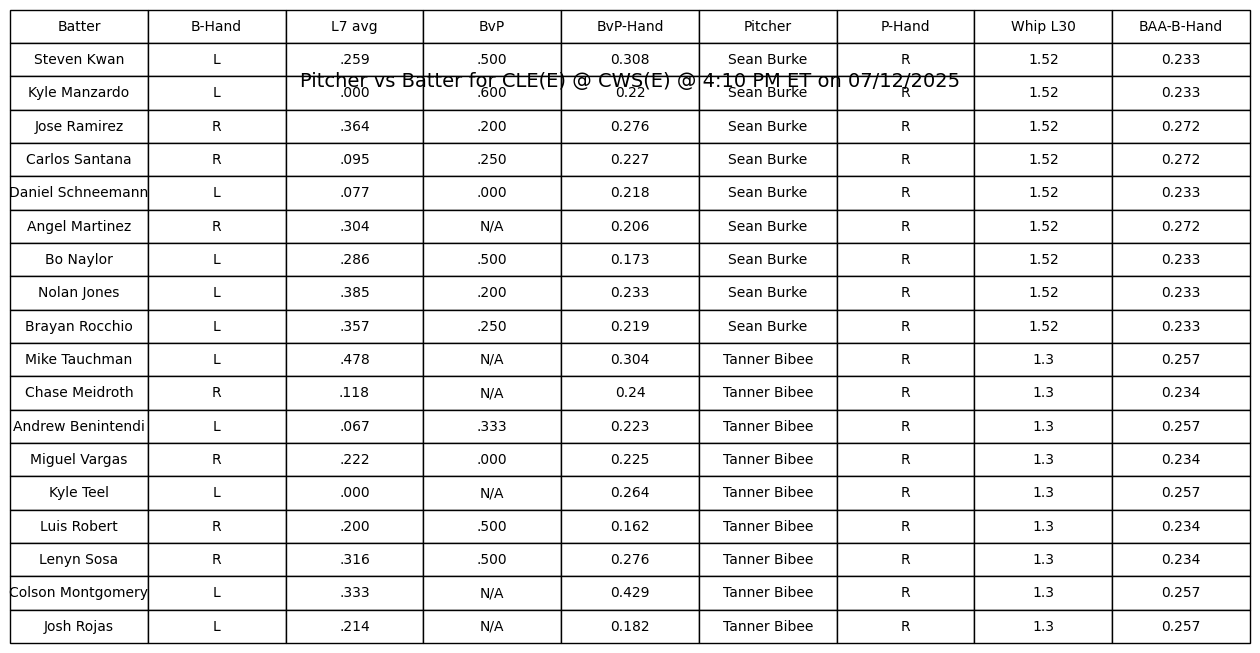 Batter B-Hand L7 avg BvP BvP-Hand Pitcher P-Hand Whip L30 BAA-B-Hand
Steven Kwan L .259 .500 0.308 Sean Burke R 1.52 0.233
Pitcher vs Batter for CLE(E) @ CWS(E) @ 4:10 PM ET on 07/12/2025
Kyle Manzardo L .000 .600 0.22 Sean Burke R 1.52 0.233
Jose Ramirez R .364 .200 0.276 Sean Burke R 1.52 0.272
Carlos Santana R .095 .250 0.227 Sean Burke R 1.52 0.272
Daniel Schneemann L .077 .000 0.218 Sean Burke R 1.52 0.233
Angel Martinez R .304 N/A 0.206 Sean Burke R 1.52 0.272
Bo Naylor L .286 .500 0.173 Sean Burke R 1.52 0.233
Nolan Jones L .385 .200 0.233 Sean Burke R 1.52 0.233
Brayan Rocchio L .357 .250 0.219 Sean Burke R 1.52 0.233
Mike Tauchman L .478 N/A 0.304 Tanner Bibee R 1.3 0.257
Chase Meidroth R .118 N/A 0.24 Tanner Bibee R 1.3 0.234
Andrew Benintendi L .067 .333 0.223 Tanner Bibee R 1.3 0.257
Miguel Vargas R .222 .000 0.225 Tanner Bibee R 1.3 0.234
Kyle Teel L .000 N/A 0.264 Tanner Bibee R 1.3 0.257
Luis Robert R .200 .500 0.162 Tanner Bibee R 1.3 0.234
Lenyn Sosa R .316 .500 0.276 Tanner Bibee R 1.3 0.234
Colson Montgomery L .333 N/A 0.429 Tanner Bibee R 1.3 0.257
Josh Rojas L .214 N/A 0.182 Tanner Bibee R 1.3 0.257